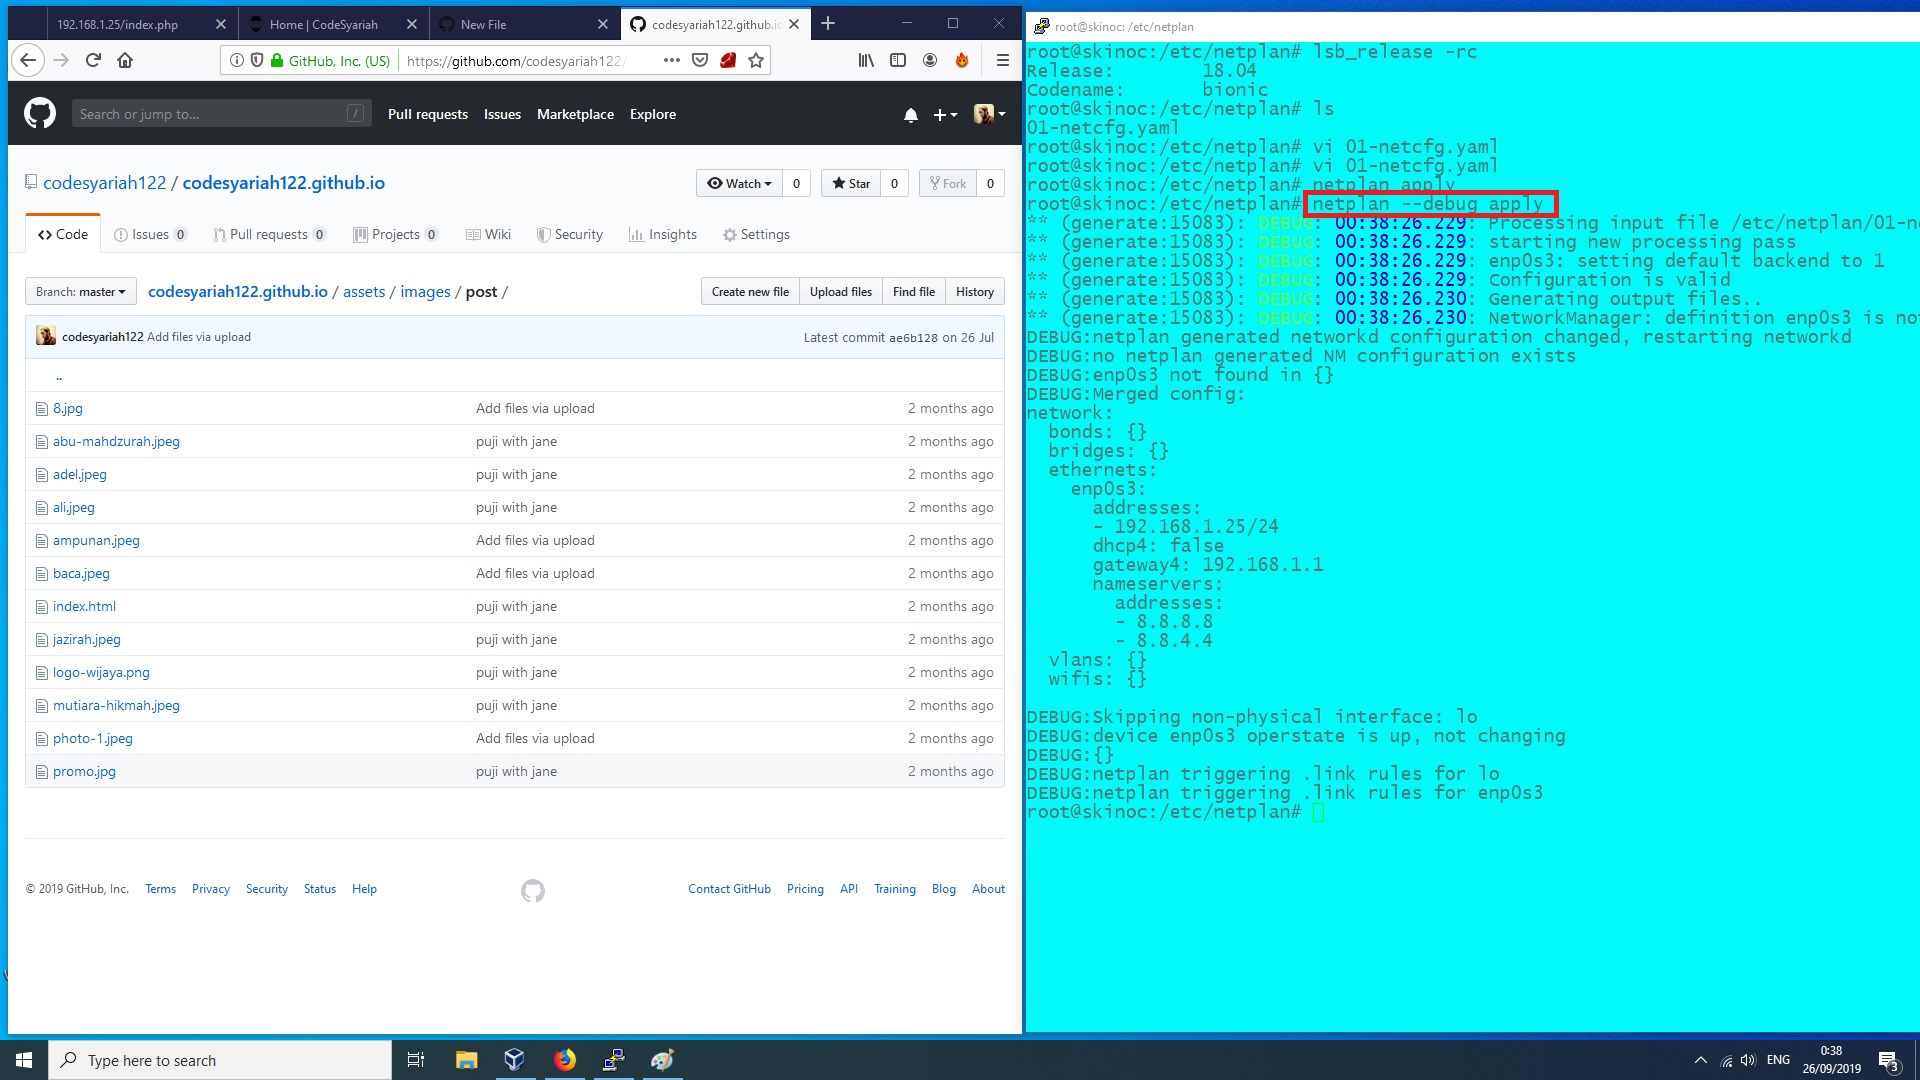 192.168.1.25/index.php
Home | CodeSyariah
New File
codesyariah122.github.io
GitHub, Inc. (US)
https://github.com/codesyariah122/
Search or jump to...
/
Pull requests
Issues
Marketplace
Explore
codesyariah122 / codesyariah122.github.io
Watch 0
Star 0
Fork 0
Code
Issues 0
Pull requests 0
Projects 0
Wiki
Security
Insights
Settings
Branch: master
codesyariah122.github.io / assets / images / post /
Create new file
Upload files
Find file
History
codesyariah122 Add files via upload
Latest commit ae6b128 on 26 Jul
..
8.jpg Add files via upload 2 months ago
abu-mahdzurah.jpeg puji with jane 2 months ago
adel.jpeg puji with jane 2 months ago
ali.jpeg puji with jane 2 months ago
ampunan.jpeg Add files via upload 2 months ago
baca.jpeg Add files via upload 2 months ago
index.html puji with jane 2 months ago
jazirah.jpeg puji with jane 2 months ago
logo-wijaya.png puji with jane 2 months ago
mutiara-hikmah.jpeg puji with jane 2 months ago
photo-1.jpeg Add files via upload 2 months ago
promo.jpg puji with jane 2 months ago
© 2019 GitHub, Inc.
Terms
Privacy
Security
Status
Help
Contact GitHub
Pricing
API
Training
Blog
About
root@skinoc: /etc/netplan
root@skinoc:/etc/netplan# lsb_release -rc
Release: 18.04
Codename: bionic
root@skinoc:/etc/netplan# ls
01-netcfg.yaml
root@skinoc:/etc/netplan# vi 01-netcfg.yaml
root@skinoc:/etc/netplan# vi 01-netcfg.yaml
root@skinoc:/etc/netplan# netplan apply
root@skinoc:/etc/netplan# netplan --debug apply
** (generate:15083): DEBUG: 00:38:26.229: Processing input file /etc/netplan/01-n
** (generate:15083): DEBUG: 00:38:26.229: starting new processing pass
** (generate:15083): DEBUG: 00:38:26.229: enp0s3: setting default backend to 1
** (generate:15083): DEBUG: 00:38:26.229: Configuration is valid
** (generate:15083): DEBUG: 00:38:26.230: Generating output files..
** (generate:15083): DEBUG: 00:38:26.230: NetworkManager: definition enp0s3 is no
DEBUG:netplan generated networkd configuration changed, restarting networkd
DEBUG:no netplan generated NM configuration exists
DEBUG:enp0s3 not found in {}
DEBUG:Merged config:
network:
bonds: {}
bridges: {}
ethernets:
enp0s3:
addresses:
- 192.168.1.25/24
dhcp4: false
gateway4: 192.168.1.1
nameservers:
addresses:
- 8.8.8.8
- 8.8.4.4
vlans: {}
wifis: {}
DEBUG:Skipping non-physical interface: lo
DEBUG:device enp0s3 operstate is up, not changing
DEBUG:{}
DEBUG:netplan triggering .link rules for lo
DEBUG:netplan triggering .link rules for enp0s3
root@skinoc:/etc/netplan#
Type here to search
ENG
0:38
26/09/2019
3